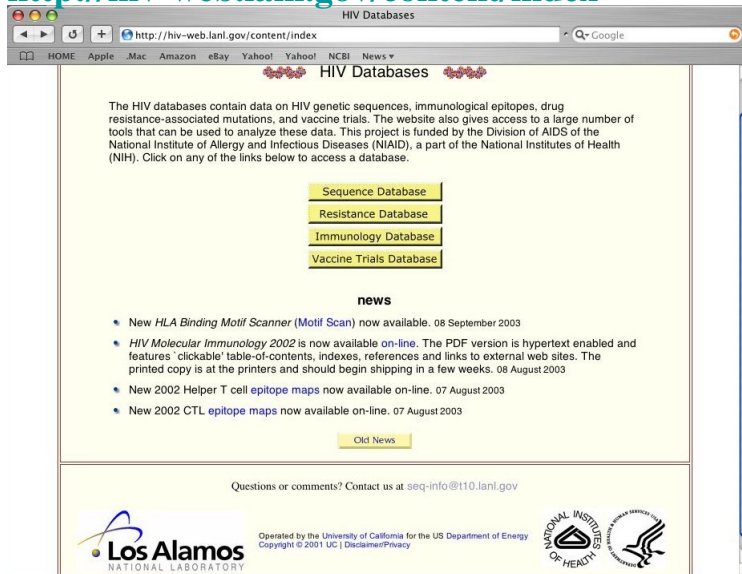 http://hiv-web.lanl.gov/content/index
HIV Databases
http://hiv-web.lanl.gov/content/index
Google
HOME Apple .Mac Amazon eBay Yahoo! Yahoo! NCBI News
HIV Databases
The HIV databases contain data on HIV genetic sequences, immunological epitopes, drug
resistance-associated mutations, and vaccine trials. The website also gives access to a large number of
tools that can be used to analyze these data. This project is funded by the Division of AIDS of the
National Institute of Allergy and Infectious Diseases (NIAID), a part of the National Institutes of Health
(NIH). Click on any of the links below to access a database.
Sequence Database
Resistance Database
Immunology Database
Vaccine Trials Database
news
New HLA Binding Motif Scanner (Motif Scan) now available. 08 September 2003
HIV Molecular Immunology 2002 is now available on-line. The PDF version is hypertext enabled and
features `clickable' table-of-contents, indexes, references and links to external web sites. The
printed copy is at the printers and should begin shipping in a few weeks. 08 August 2003
New 2002 Helper T cell epitope maps now available on-line. 07 August 2003
New 2002 CTL epitope maps now available on-line. 07 August 2003
Old News
Questions or comments? Contact us at seq-info@t10.lanl.gov
Los Alamos
NATIONAL LABORATORY
Operated by the University of California for the US Department of Energy
Copyright © 2001 UC | Disclaimer/Privacy
NATIONAL INSTITUTES
OF HEALTH